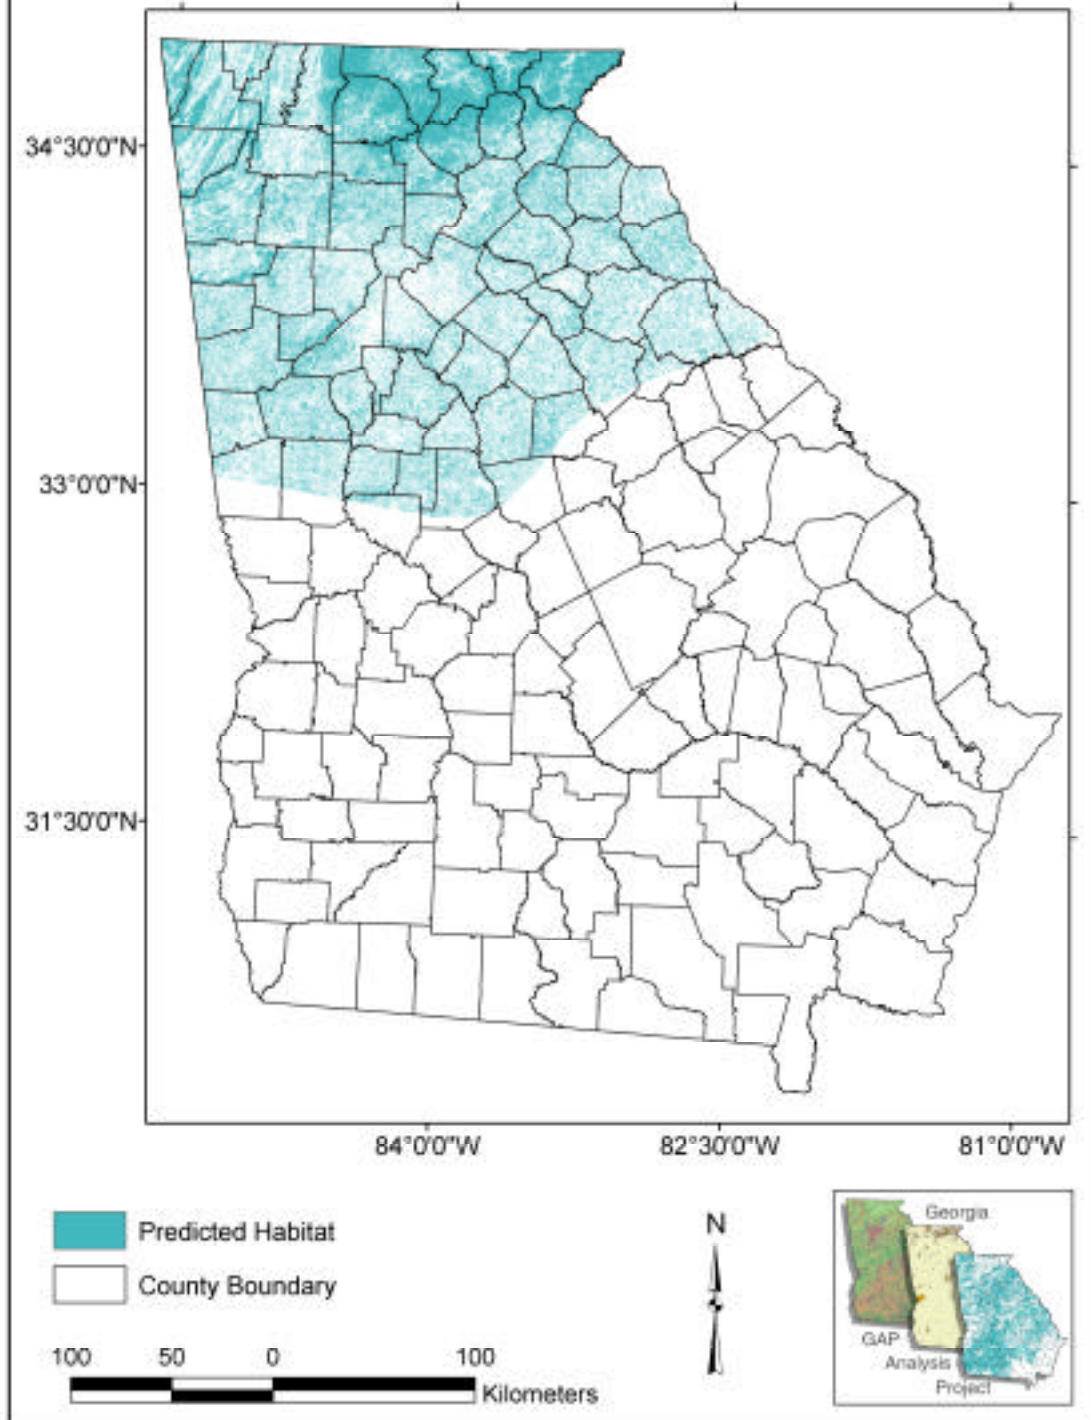 34°30'0"N
33°0'0"N
31°30'0"N
84°0'0"W 82°30'0"W 81°0'0"W
Predicted Habitat
County Boundary
N
100 50 0 100
Kilometers
Georgia
GAP
Analysis
Project